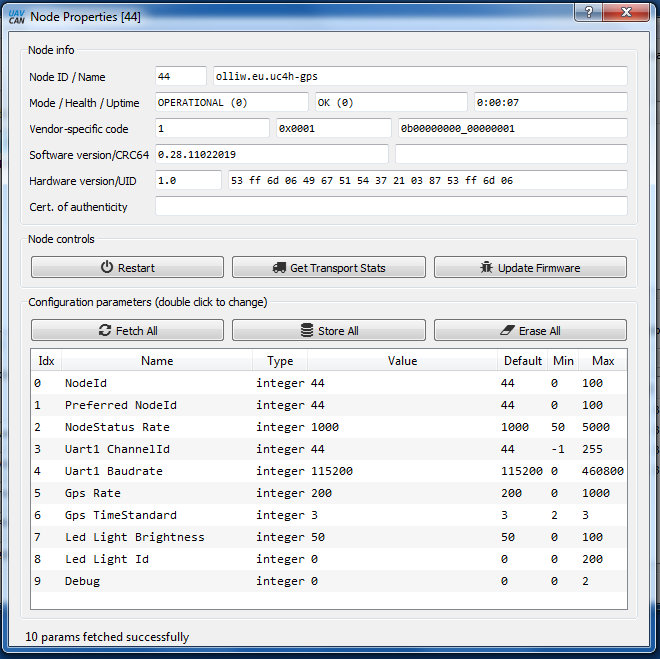 UAV CAN Node Properties [44] ?
Node info
Node ID / Name 44 olliw.eu.uc4h-gps
Mode / Health / Uptime OPERATIONAL (0) OK (0) 0:00:07
Vendor-specific code 1 0x0001 0b00000000_00000001
Software version/CRC64 0.28.11022019
Hardware version/UID 1.0 53 ff 6d 06 49 67 51 54 37 21 03 87 53 ff 6d 06
Cert. of authenticity
Node controls
Restart Get Transport Stats Update Firmware
Configuration parameters (double click to change)
Fetch All Store All Erase All
Idx Name Type Value Default Min Max
0 NodeId integer 44 44 0 100
1 Preferred NodeId integer 44 44 0 100
2 NodeStatus Rate integer 1000 1000 50 5000
3 Uart1 ChannelId integer 44 44 -1 255
4 Uart1 Baudrate integer 115200 115200 0 460800
5 Gps Rate integer 200 200 0 1000
6 Gps TimeStandard integer 3 3 2 3
7 Led Light Brightness integer 50 50 0 100
8 Led Light Id integer 0 0 0 200
9 Debug integer 0 0 0 2
10 params fetched successfully